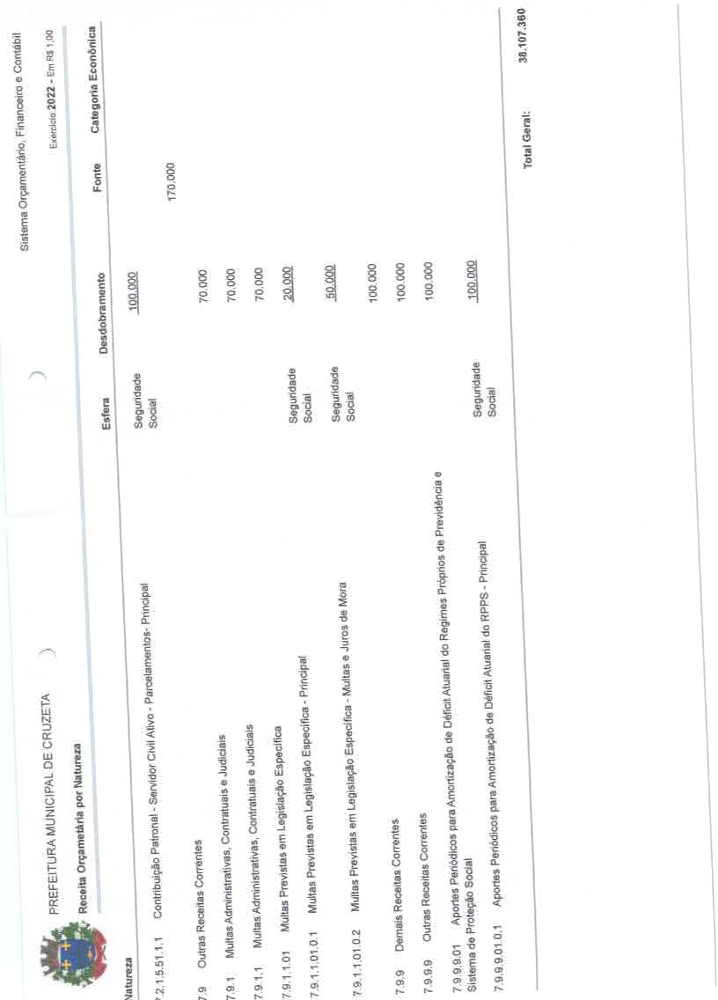 Sistema Orçamentário, Financeiro e Contábil
PREFEITURA MUNICIPAL DE CRUZETA
Exercício 2022 - Em R$ 1,00
Receita Orçametária por Natureza
Natureza Esfera Desdobramento Fonte Categoria Econônica
7.2.1.5.51.1.1 Contribuição Patronal - Servidor Civil Ativo - Parcelamentos- Principal Seguridade 100.000
Social
7.9 Outras Receitas Correntes 170.000
7.9.1 Multas Administrativas, Contratuais e Judiciais 70.000
7.9.1.1 Multas Administrativas, Contratuais e Judiciais 70.000
7.9.1.1.01 Multas Previstas em Legislação Específica 70.000
7.9.1.1.01.0.1 Multas Previstas em Legislação Específica - Principal Seguridade 20.000
Social
7.9.1.1.01.0.2 Multas Previstas em Legislação Específica - Multas e Juros de Mora Seguridade 50.000
Social
7.9.9 Demais Receitas Correntes 100.000
7.9.9.9 Outras Receitas Correntes 100.000
7.9.9.9.01 Aportes Periódicos para Amortização de Déficit Atuarial do Regimes Próprios de Previdência e 100.000
Sistema de Proteção Social
7.9.9.9.01.0.1 Aportes Periódicos para Amortização de Déficit Atuarial do RPPS - Principal Seguridade 100.000
Social
Total Geral: 38.107.360